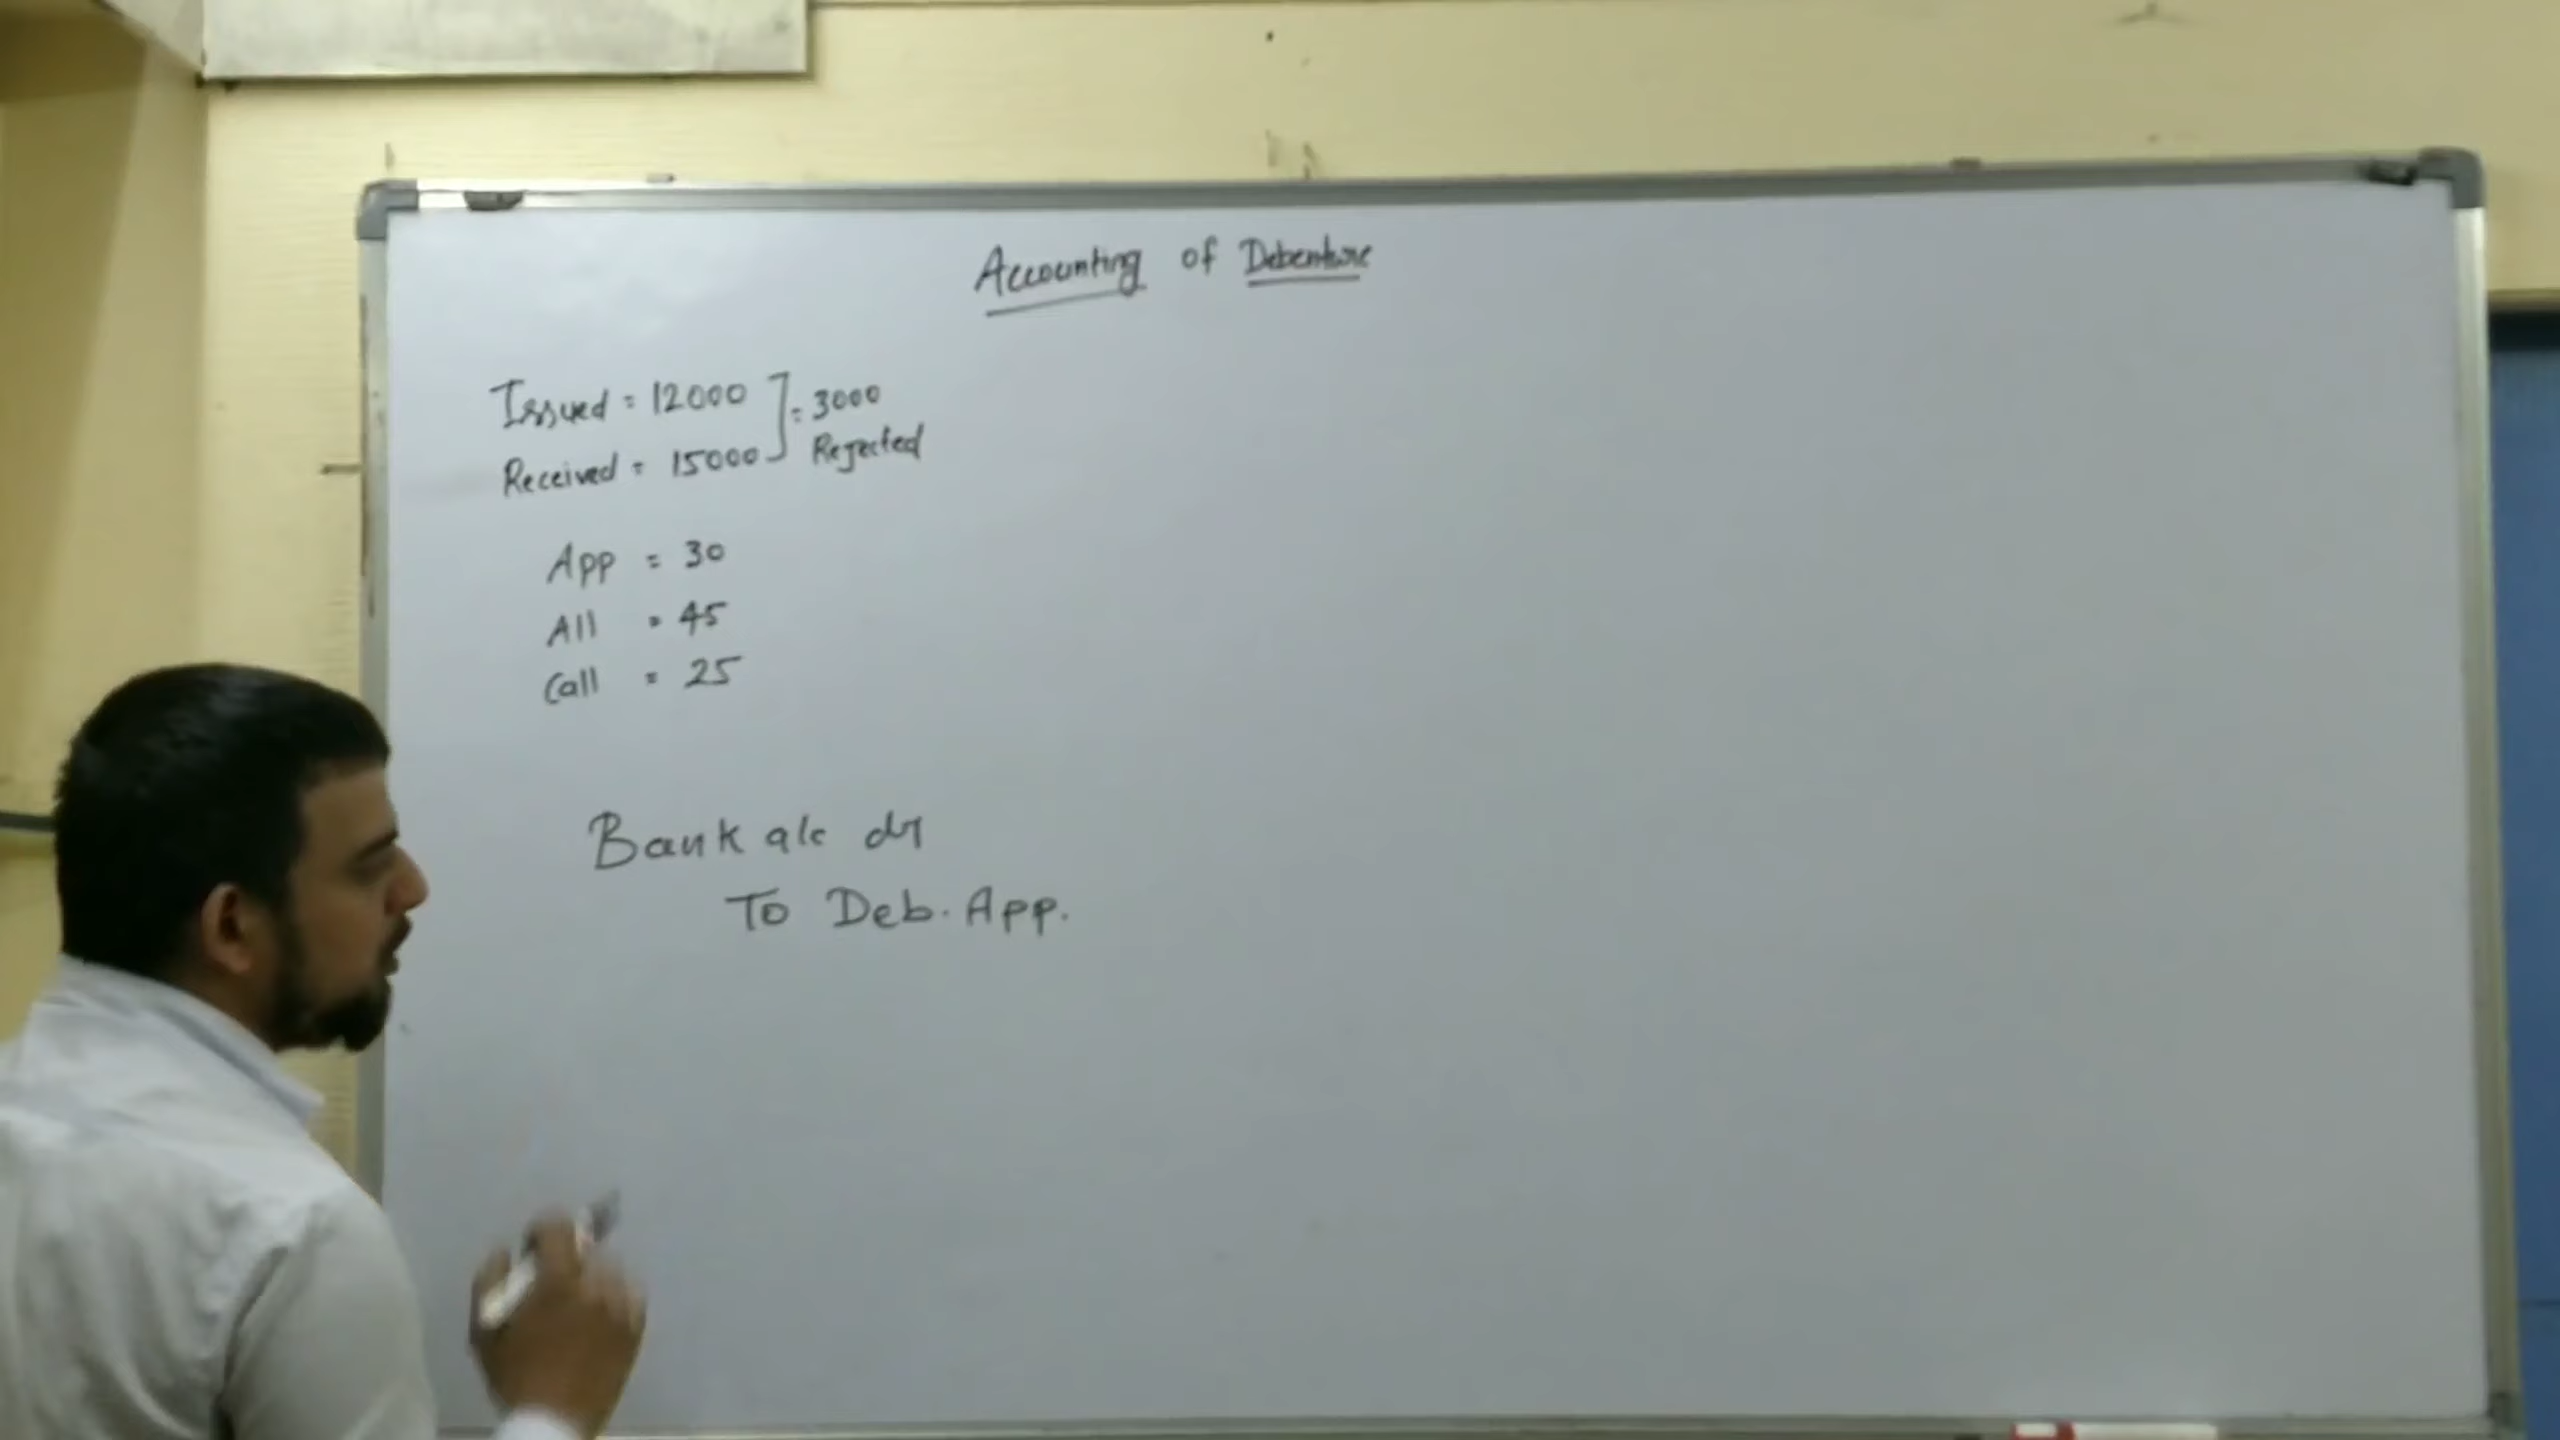 Accounting of Debenture
Issued = 12000
= 3000
Received = 15000
Rejected
App = 30
All = 45
Call = 25
Bank a/c dr
To Deb. App.